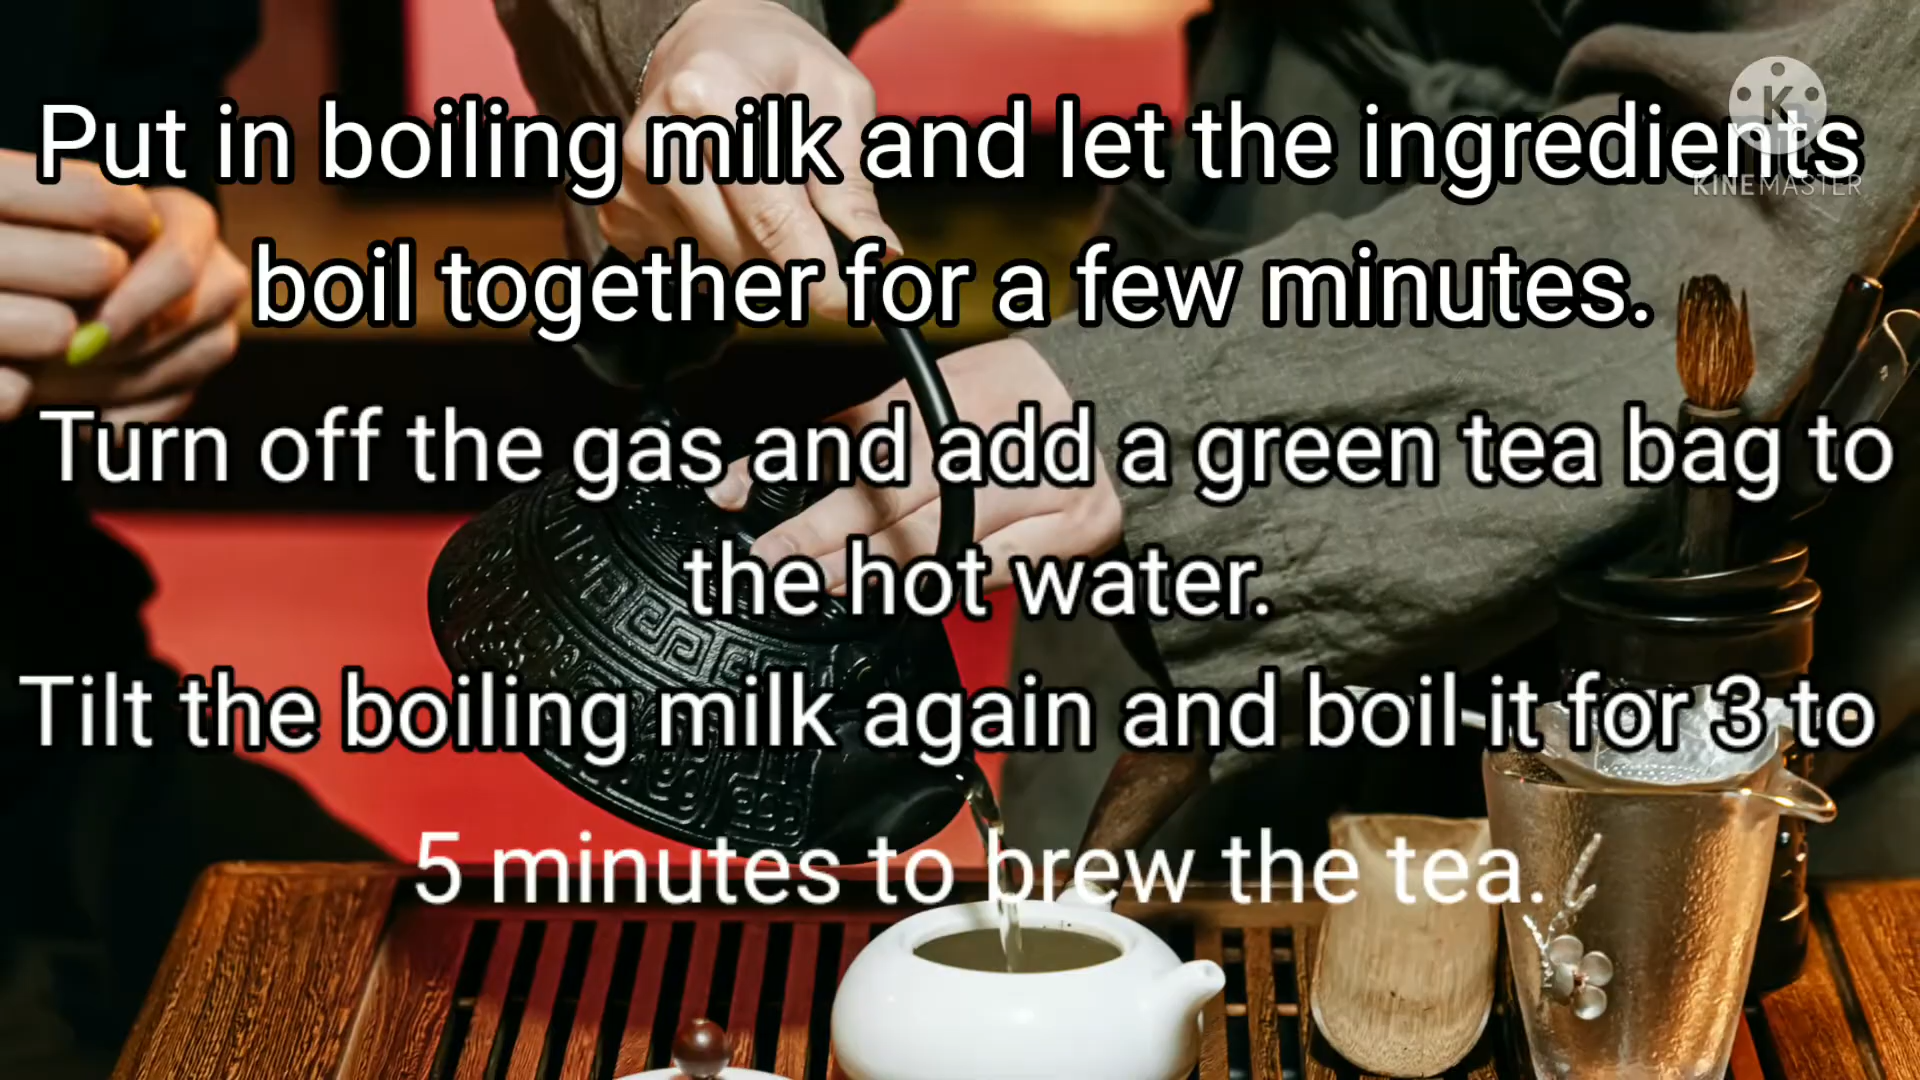 Put in boiling milk and let the ingredients
KINEMASTER
boil together for a few minutes.
Turn off the gas and add a green tea bag to
the hot water.
Tilt the boiling milk again and boil it for 3 to
5 minutes to brew the tea.